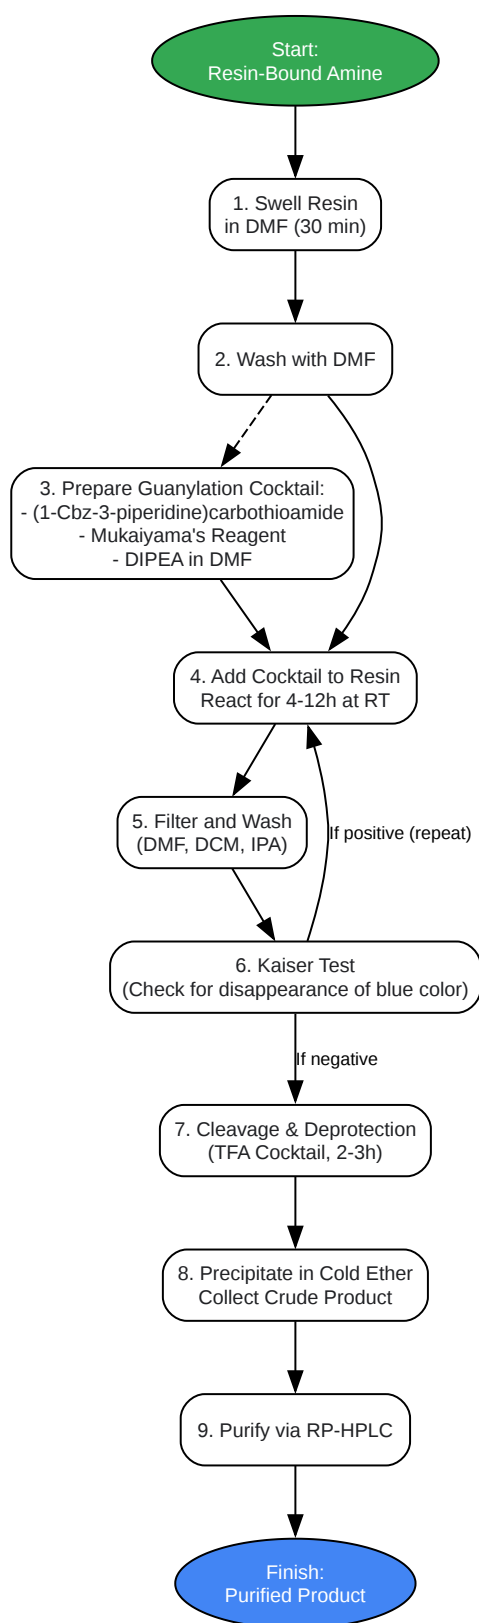 Start:
Resin-Bound Amine
1. Swell Resin
in DMF (30 min)
2. Wash with DMF
3. Prepare Guanylation Cocktail:
- (1-Cbz-3-piperidine)carbothioamide
- Mukaiyama's Reagent
- DIPEA in DMF
4. Add Cocktail to Resin
React for 4-12h at RT
5. Filter and Wash
(DMF, DCM, IPA)
If positive (repeat)
6. Kaiser Test
(Check for disappearance of blue color)
If negative
7. Cleavage & Deprotection
(TFA Cocktail, 2-3h)
8. Precipitate in Cold Ether
Collect Crude Product
9. Purify via RP-HPLC
Finish:
Purified Product